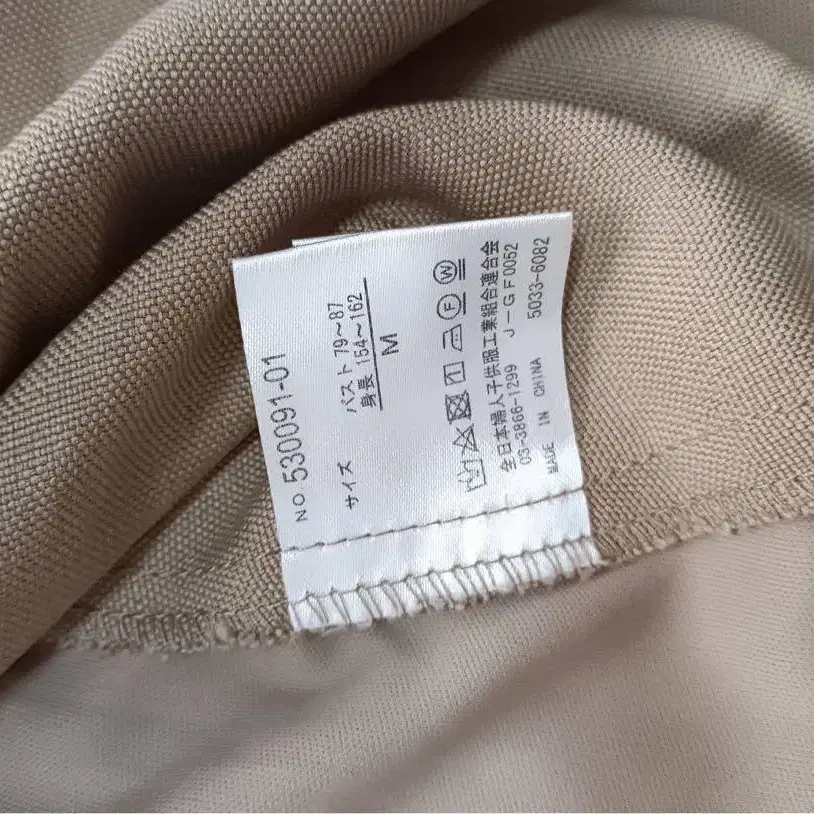 NO 530091-01
サイズ
バスト 79～87
身長 154～162
M
F W
全日本婦人子供服工業組合連合会
03-3866-1299 J-GF0052
MADE IN CHINA 5033-6082